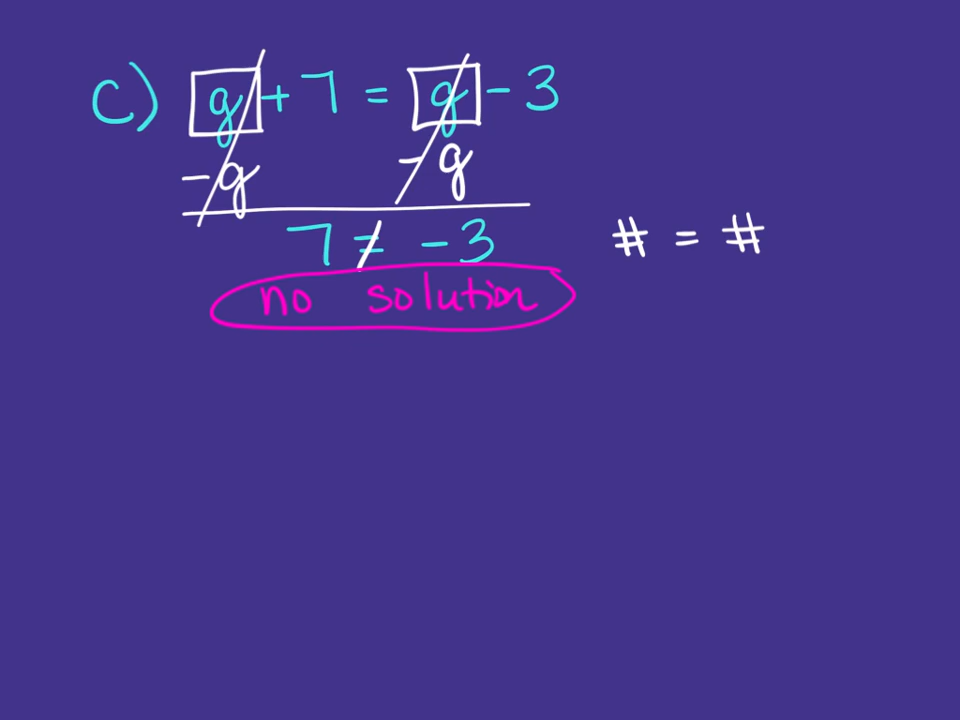 c) g + 7 = g - 3
-g -g
7 ≠ -3 # = #
no solution